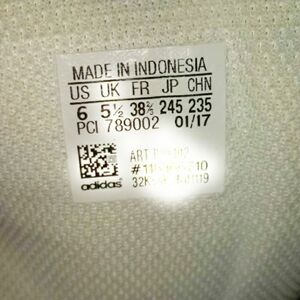 MADE IN INDONESIA
US UK FR JP CHN
6 5½ 38⅔ 245 235
PCI 789002 01/17
ART
adidas